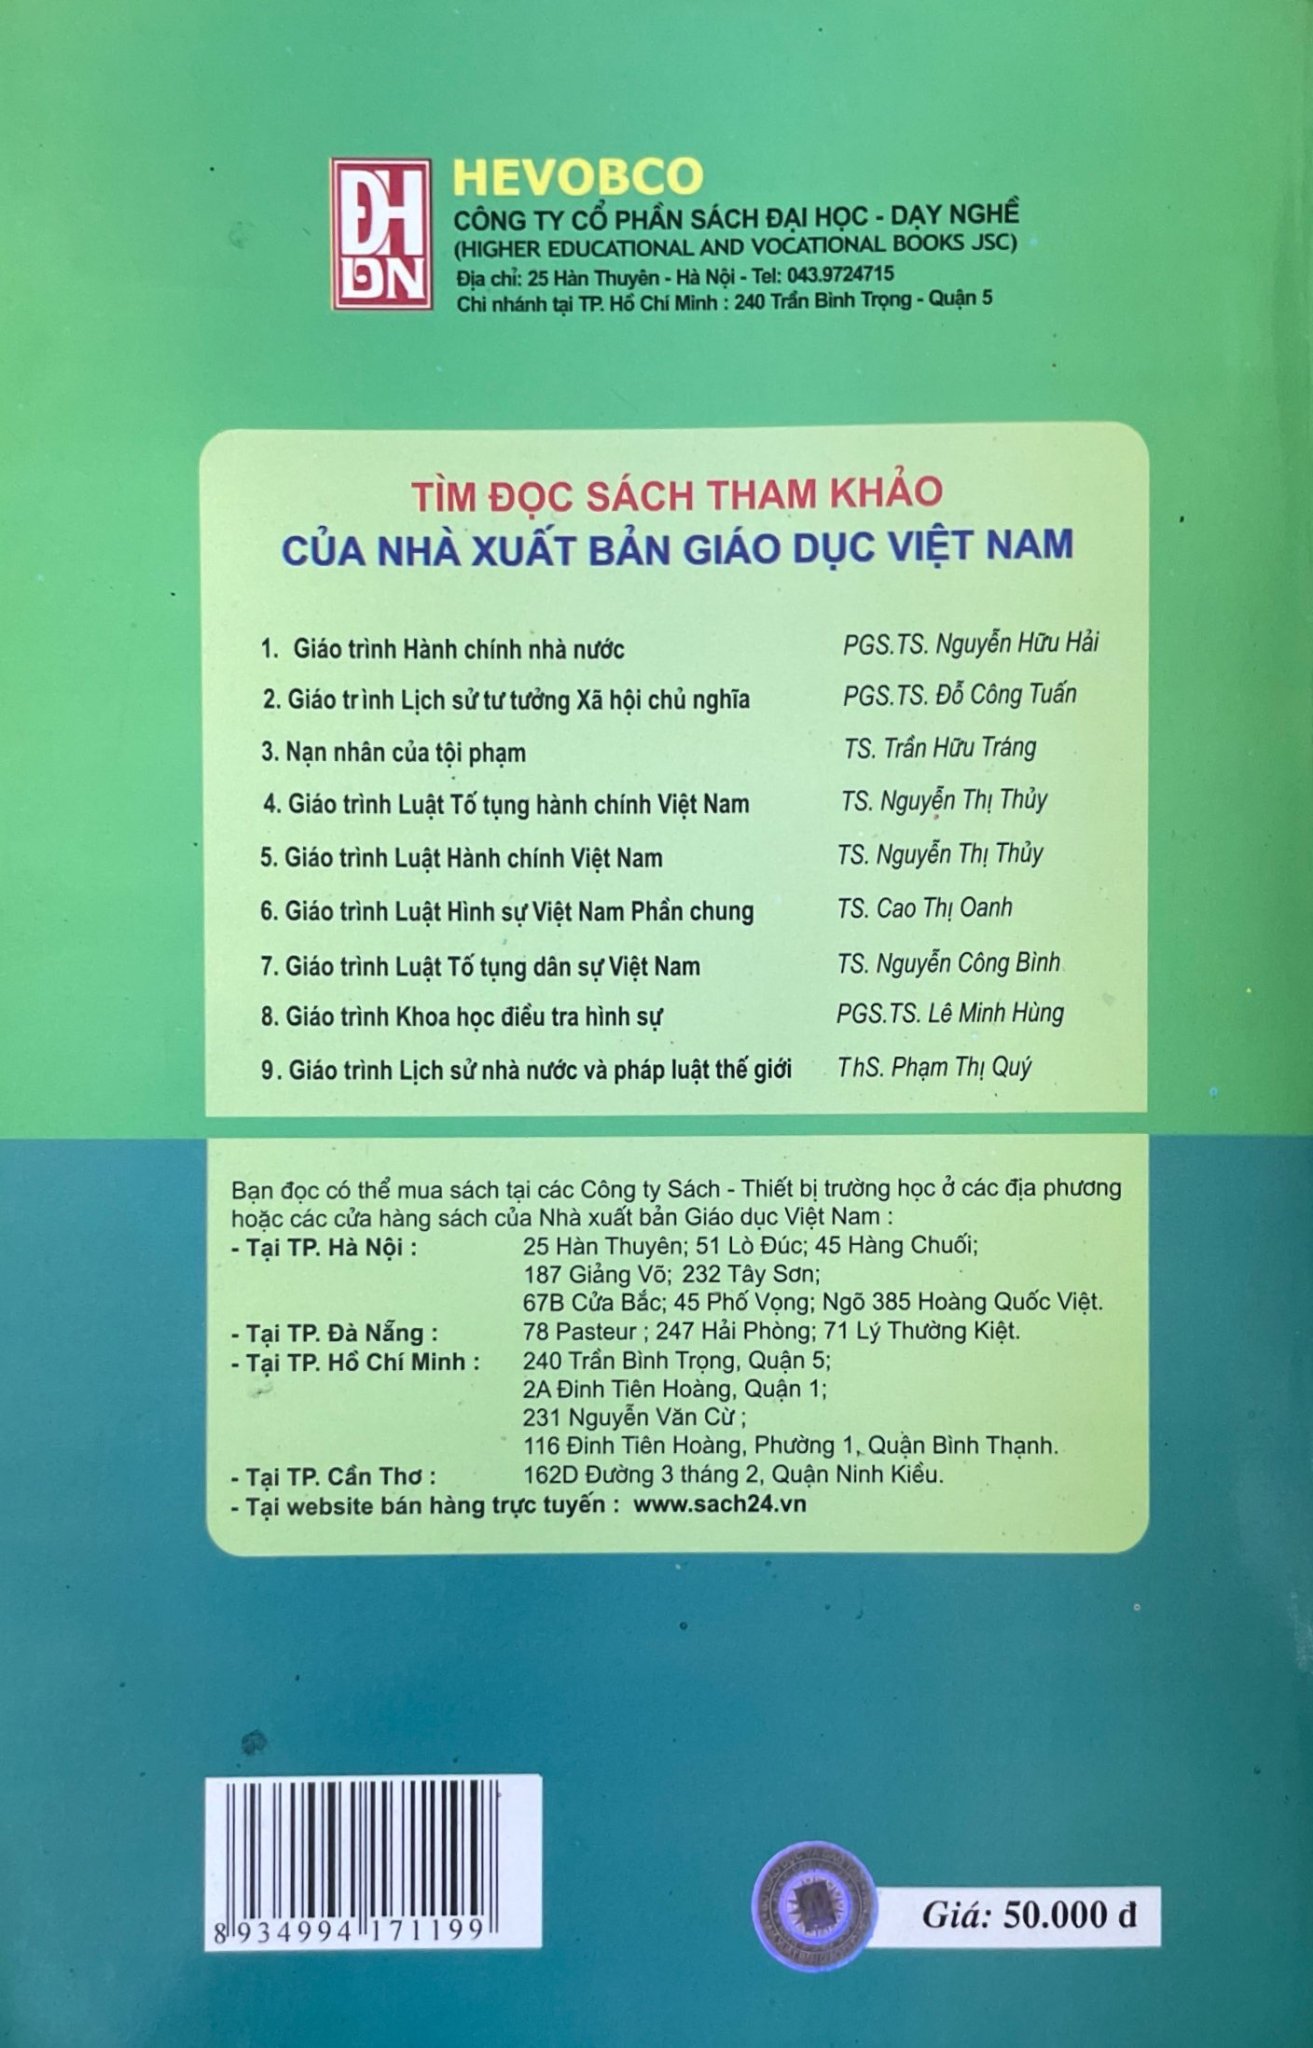 ĐH
DN
HEVOBCO
CÔNG TY CỔ PHẦN SÁCH ĐẠI HỌC - DẠY NGHỀ
(HIGHER EDUCATIONAL AND VOCATIONAL BOOKS JSC)
Địa chỉ: 25 Hàn Thuyên - Hà Nội - Tel: 043.9724715
Chi nhánh tại TP. Hồ Chí Minh : 240 Trần Bình Trọng - Quận 5
TÌM ĐỌC SÁCH THAM KHẢO
CỦA NHÀ XUẤT BẢN GIÁO DỤC VIỆT NAM
1. Giáo trình Hành chính nhà nước PGS.TS. Nguyễn Hữu Hải
2. Giáo trình Lịch sử tư tưởng Xã hội chủ nghĩa PGS.TS. Đỗ Công Tuấn
3. Nạn nhân của tội phạm TS. Trần Hữu Tráng
4. Giáo trình Luật Tố tụng hành chính Việt Nam TS. Nguyễn Thị Thủy
5. Giáo trình Luật Hành chính Việt Nam TS. Nguyễn Thị Thủy
6. Giáo trình Luật Hình sự Việt Nam Phần chung TS. Cao Thị Oanh
7. Giáo trình Luật Tố tụng dân sự Việt Nam TS. Nguyễn Công Bình
8. Giáo trình Khoa học điều tra hình sự PGS.TS. Lê Minh Hùng
9. Giáo trình Lịch sử nhà nước và pháp luật thế giới ThS. Phạm Thị Quý
Bạn đọc có thể mua sách tại các Công ty Sách - Thiết bị trường học ở các địa phương
hoặc các cửa hàng sách của Nhà xuất bản Giáo dục Việt Nam :
- Tại TP. Hà Nội : 25 Hàn Thuyên; 51 Lò Đúc; 45 Hàng Chuối;
187 Giảng Võ; 232 Tây Sơn;
67B Cửa Bắc; 45 Phố Vọng; Ngõ 385 Hoàng Quốc Việt.
- Tại TP. Đà Nẵng : 78 Pasteur ; 247 Hải Phòng; 71 Lý Thường Kiệt.
- Tại TP. Hồ Chí Minh : 240 Trần Bình Trọng, Quận 5;
2A Đinh Tiên Hoàng, Quận 1;
231 Nguyễn Văn Cừ ;
116 Đinh Tiên Hoàng, Phường 1, Quận Bình Thạnh.
- Tại TP. Cần Thơ : 162D Đường 3 tháng 2, Quận Ninh Kiều.
- Tại website bán hàng trực tuyến : www.sach24.vn
8 934994 171199
Giá: 50.000 đ